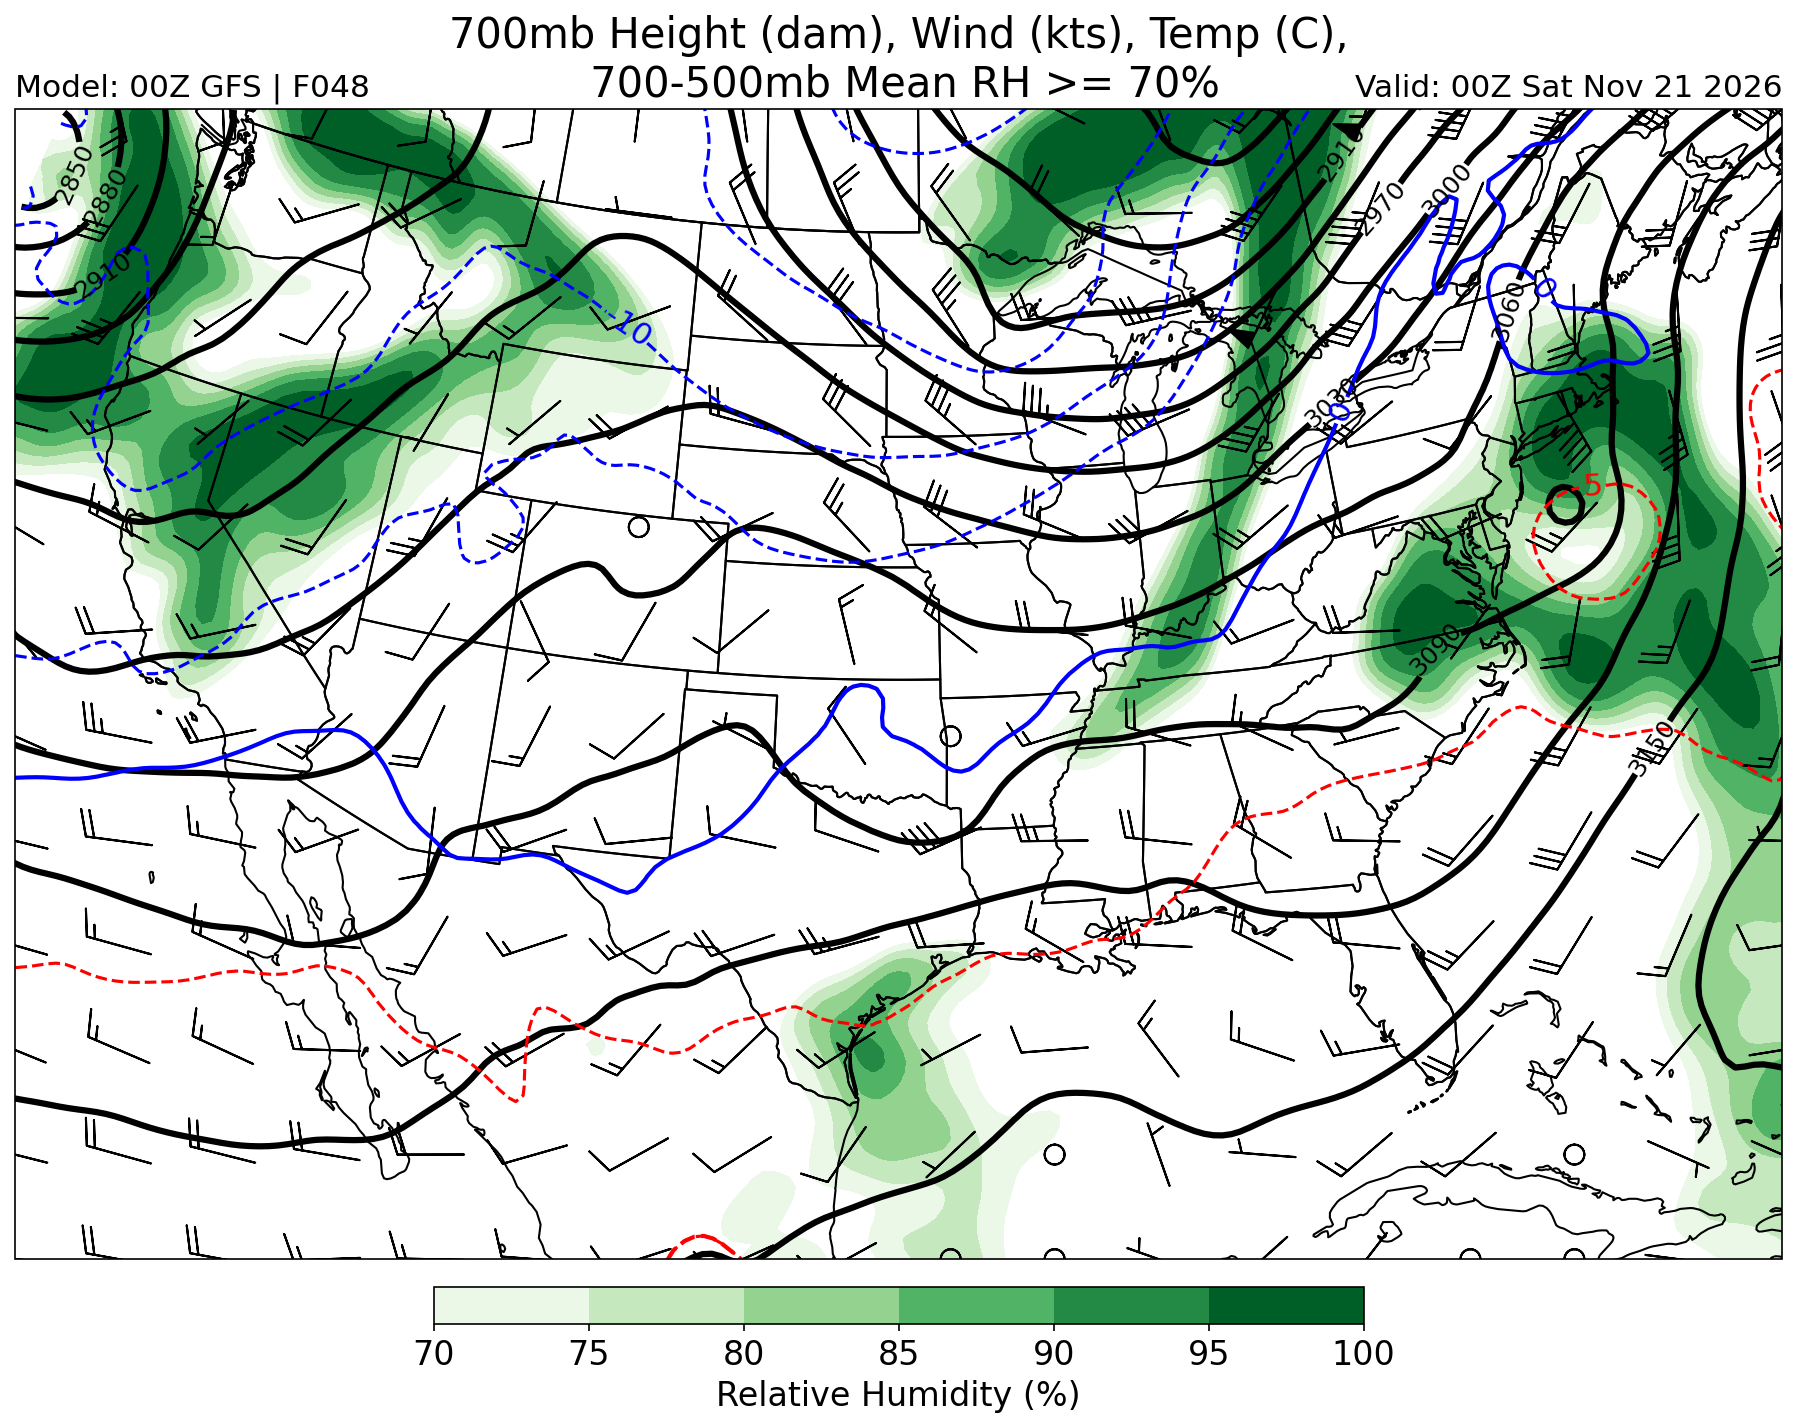 700mb Height (dam), Wind (kts), Temp (C),
Model: 00Z GFS | F048
700-500mb Mean RH >= 70%
Valid: 00Z Sat Nov 21 2026
2850
2880
2910
2910
2970
3000
3060
0
-10
3030
0
5
3090
3150
70 75 80 85 90 95 100
Relative Humidity (%)